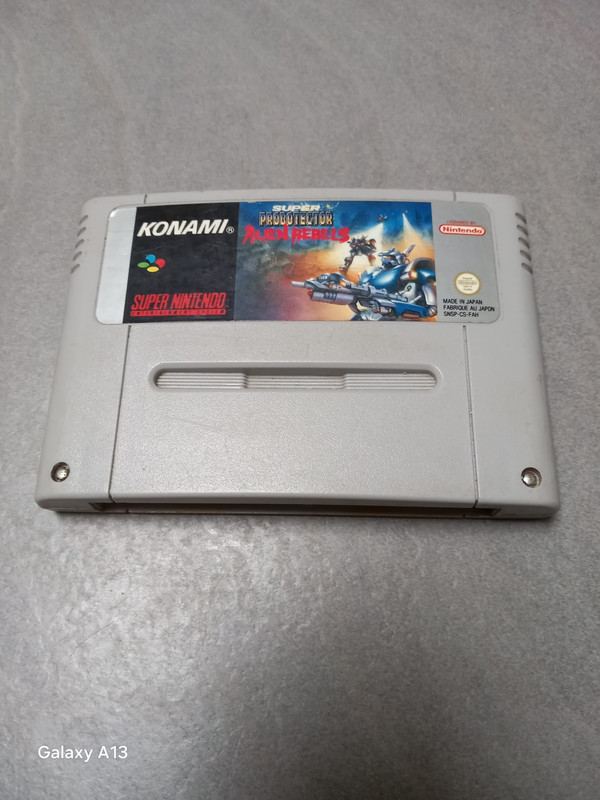 KONAMI®
SUPER NINTENDO
ENTERTAINMENT SYSTEM
SUPER
PROBOTECTOR
ALIEN REBELS
LICENSED BY
Nintendo
MADE IN JAPAN
FABRIQUE AU JAPON
SNSP-CS-FAH
Galaxy A13